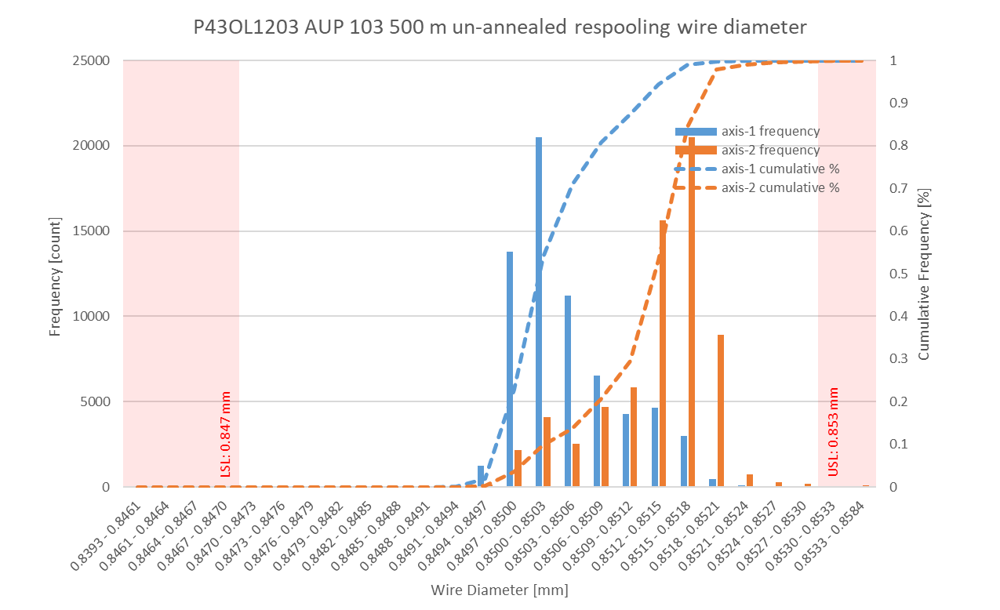 P43OL1203 AUP 103 500 m un-annealed respooling wire diameter
25000
20000
15000
10000
5000
0
Frequency [count]
1
0.9
0.8
0.7
0.6
0.5
0.4
0.3
0.2
0.1
0
Cumulative Frequency [%]
axis-1 frequency
axis-2 frequency
axis-1 cumulative %
axis-2 cumulative %
LSL: 0.847 mm
USL: 0.853 mm
0.8393 - 0.8461
0.8461 - 0.8464
0.8464 - 0.8467
0.8467 - 0.8470
0.8470 - 0.8473
0.8473 - 0.8476
0.8476 - 0.8479
0.8479 - 0.8482
0.8482 - 0.8485
0.8485 - 0.8488
0.8488 - 0.8491
0.8491 - 0.8494
0.8494 - 0.8497
0.8497 - 0.8500
0.8500 - 0.8503
0.8503 - 0.8506
0.8506 - 0.8509
0.8509 - 0.8512
0.8512 - 0.8515
0.8515 - 0.8518
0.8518 - 0.8521
0.8521 - 0.8524
0.8524 - 0.8527
0.8527 - 0.8530
0.8530 - 0.8533
0.8533 - 0.8584
Wire Diameter [mm]